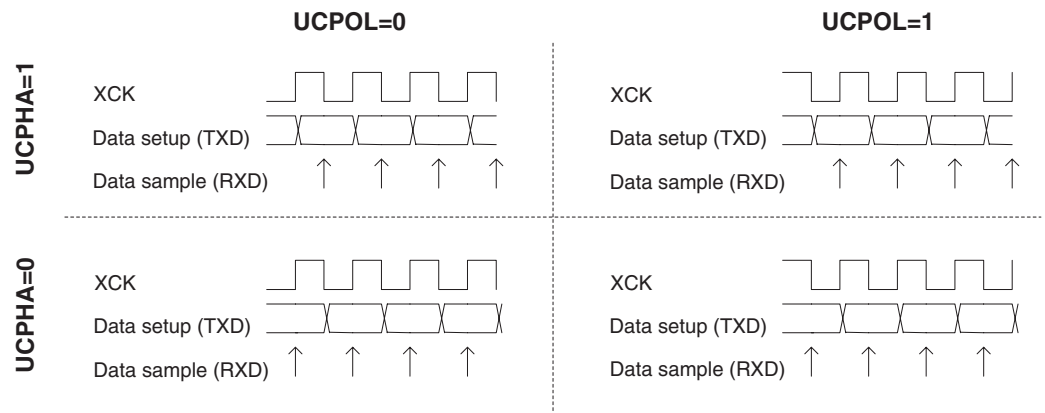 UCPOL=0 UCPOL=1
UCPHA=1
XCK XCK
Data setup (TXD) Data setup (TXD)
Data sample (RXD) Data sample (RXD)
UCPHA=0
XCK XCK
Data setup (TXD) Data setup (TXD)
Data sample (RXD) Data sample (RXD)